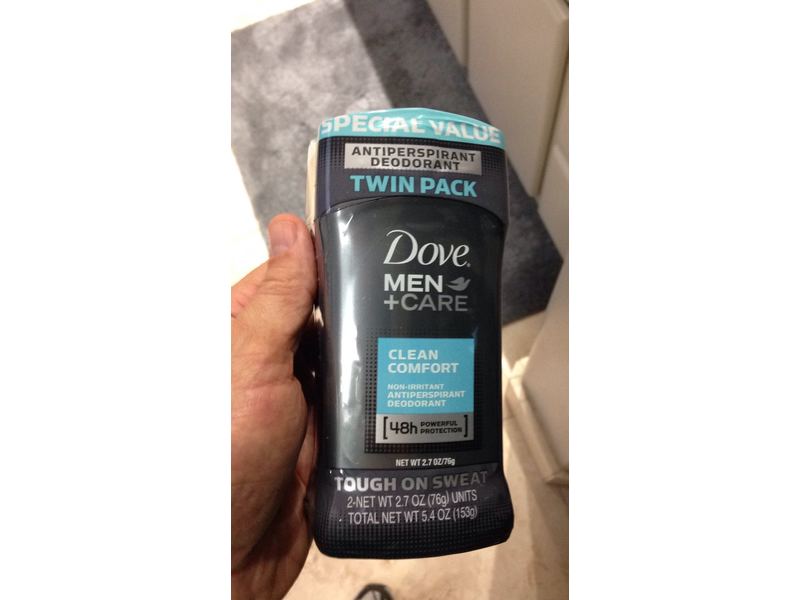 SPECIAL VALUE
ANTIPERSPIRANT
DEODORANT
TWIN PACK
Dove
MEN
+CARE
CLEAN
COMFORT
NON-IRRITANT
ANTIPERSPIRANT
DEODORANT
[48h POWERFUL
PROTECTION]
NET WT 2.7 OZ/76g
TOUGH ON SWEAT
2-NET WT 2.7 OZ (76g) UNITS
TOTAL NET WT 5.4 OZ (153g)